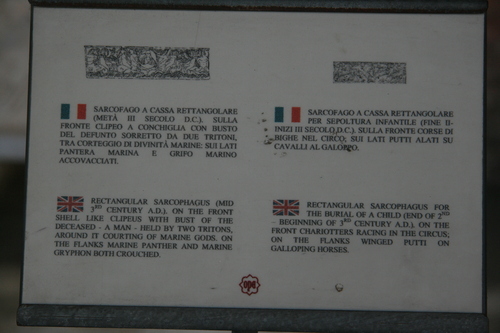 SARCOFAGO A CASSA RETTANGOLARE
(METÁ III SECOLO D.C.). SULLA
FRONTE CLIPEO A CONCHIGLIA CON BUSTO
DEL DEFUNTO SORRETTO DA DUE TRITONI,
TRA CORTEGGIO DI DIVINITÁ MARINE: SUI LATI
PANTERA MARINA E GRIFO MARINO
ACCOVACCIATI.
RECTANGULAR SARCOPHAGUS (MID
3RD CENTURY A.D.). ON THE FRONT
SHELL LIKE CLIPEUS WITH BUST OF THE
DECEASED - A MAN - HELD BY TWO TRITONS,
AROUND IT COURTING OF MARINE GODS. ON
THE FLANKS MARINE PANTHER AND MARINE
GRYPHON BOTH CROUCHED.
SARCOFAGO A CASSA RETTANGOLARE
PER SEPOLTURA INFANTILE (FINE II-
INIZI III SECOLO D.C.). SULLA FRONTE CORSE DI
BIGHE NEL CIRCO; SUI LATI PUTTI ALATI SU
CAVALLI AL GALOPPO.
RECTANGULAR SARCOPHAGUS FOR
THE BURIAL OF A CHILD (END OF 2ND
- BEGINNING OF 3RD CENTURY A.D.). ON THE
FRONT CHARIOTTERS RACING IN THE CIRCUS;
ON THE FLANKS WINGED PUTTI ON
GALLOPING HORSES.
opa